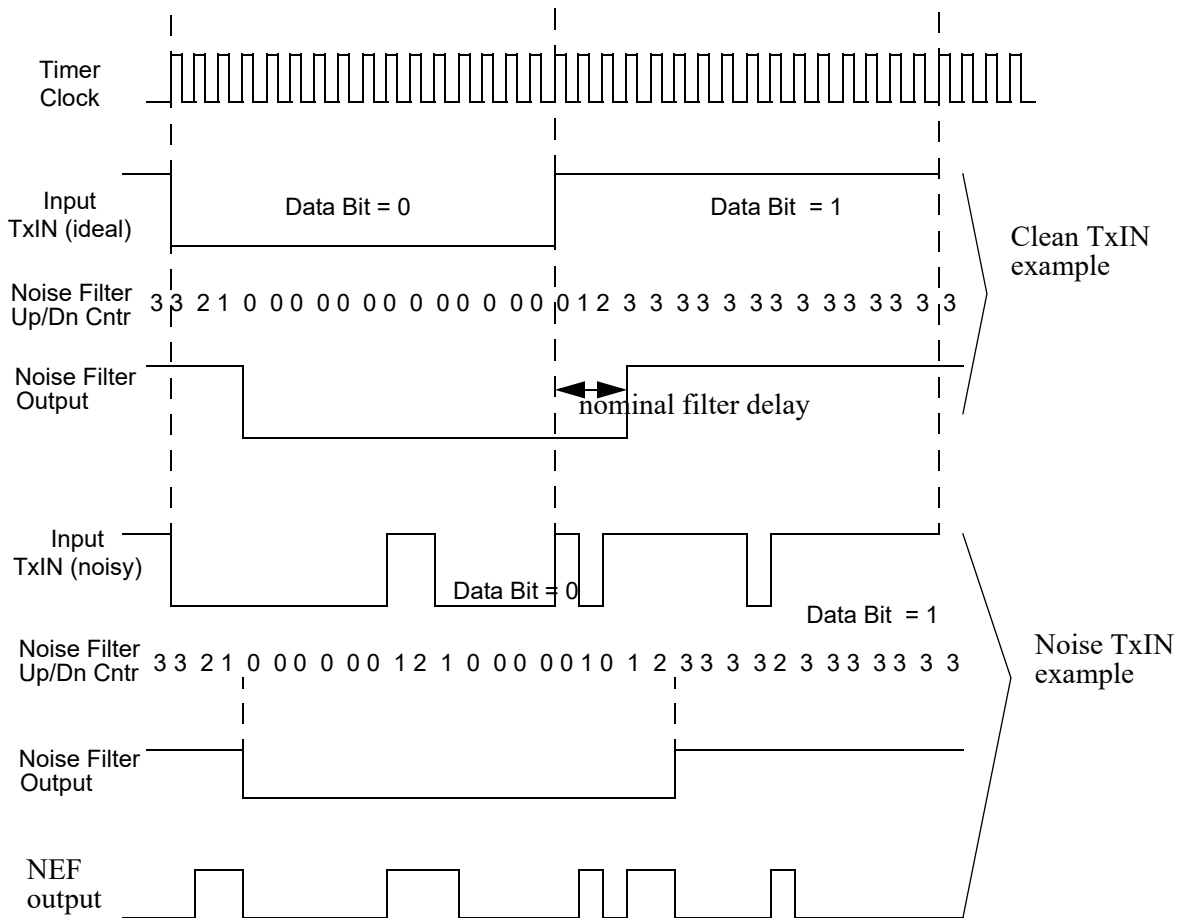 Timer
Clock
Input
TxIN (ideal)
Data Bit = 0
Data Bit = 1
Clean TxIN
example
Noise Filter
Up/Dn Cntr
3 3 2 1 0 0 0 0 0 0 0 0 0 0 0 0 0 0 1 2 3 3 3 3 3 3 3 3 3 3 3 3 3 3
Noise Filter
Output
nominal filter delay
Input
TxIN (noisy)
Data Bit = 0
Data Bit = 1
Noise Filter
Up/Dn Cntr
3 3 2 1 0 0 0 0 0 0 1 2 1 0 0 0 0 0 1 0 1 2 3 3 3 3 2 3 3 3 3 3 3 3
Noise TxIN
example
Noise Filter
Output
NEF
output